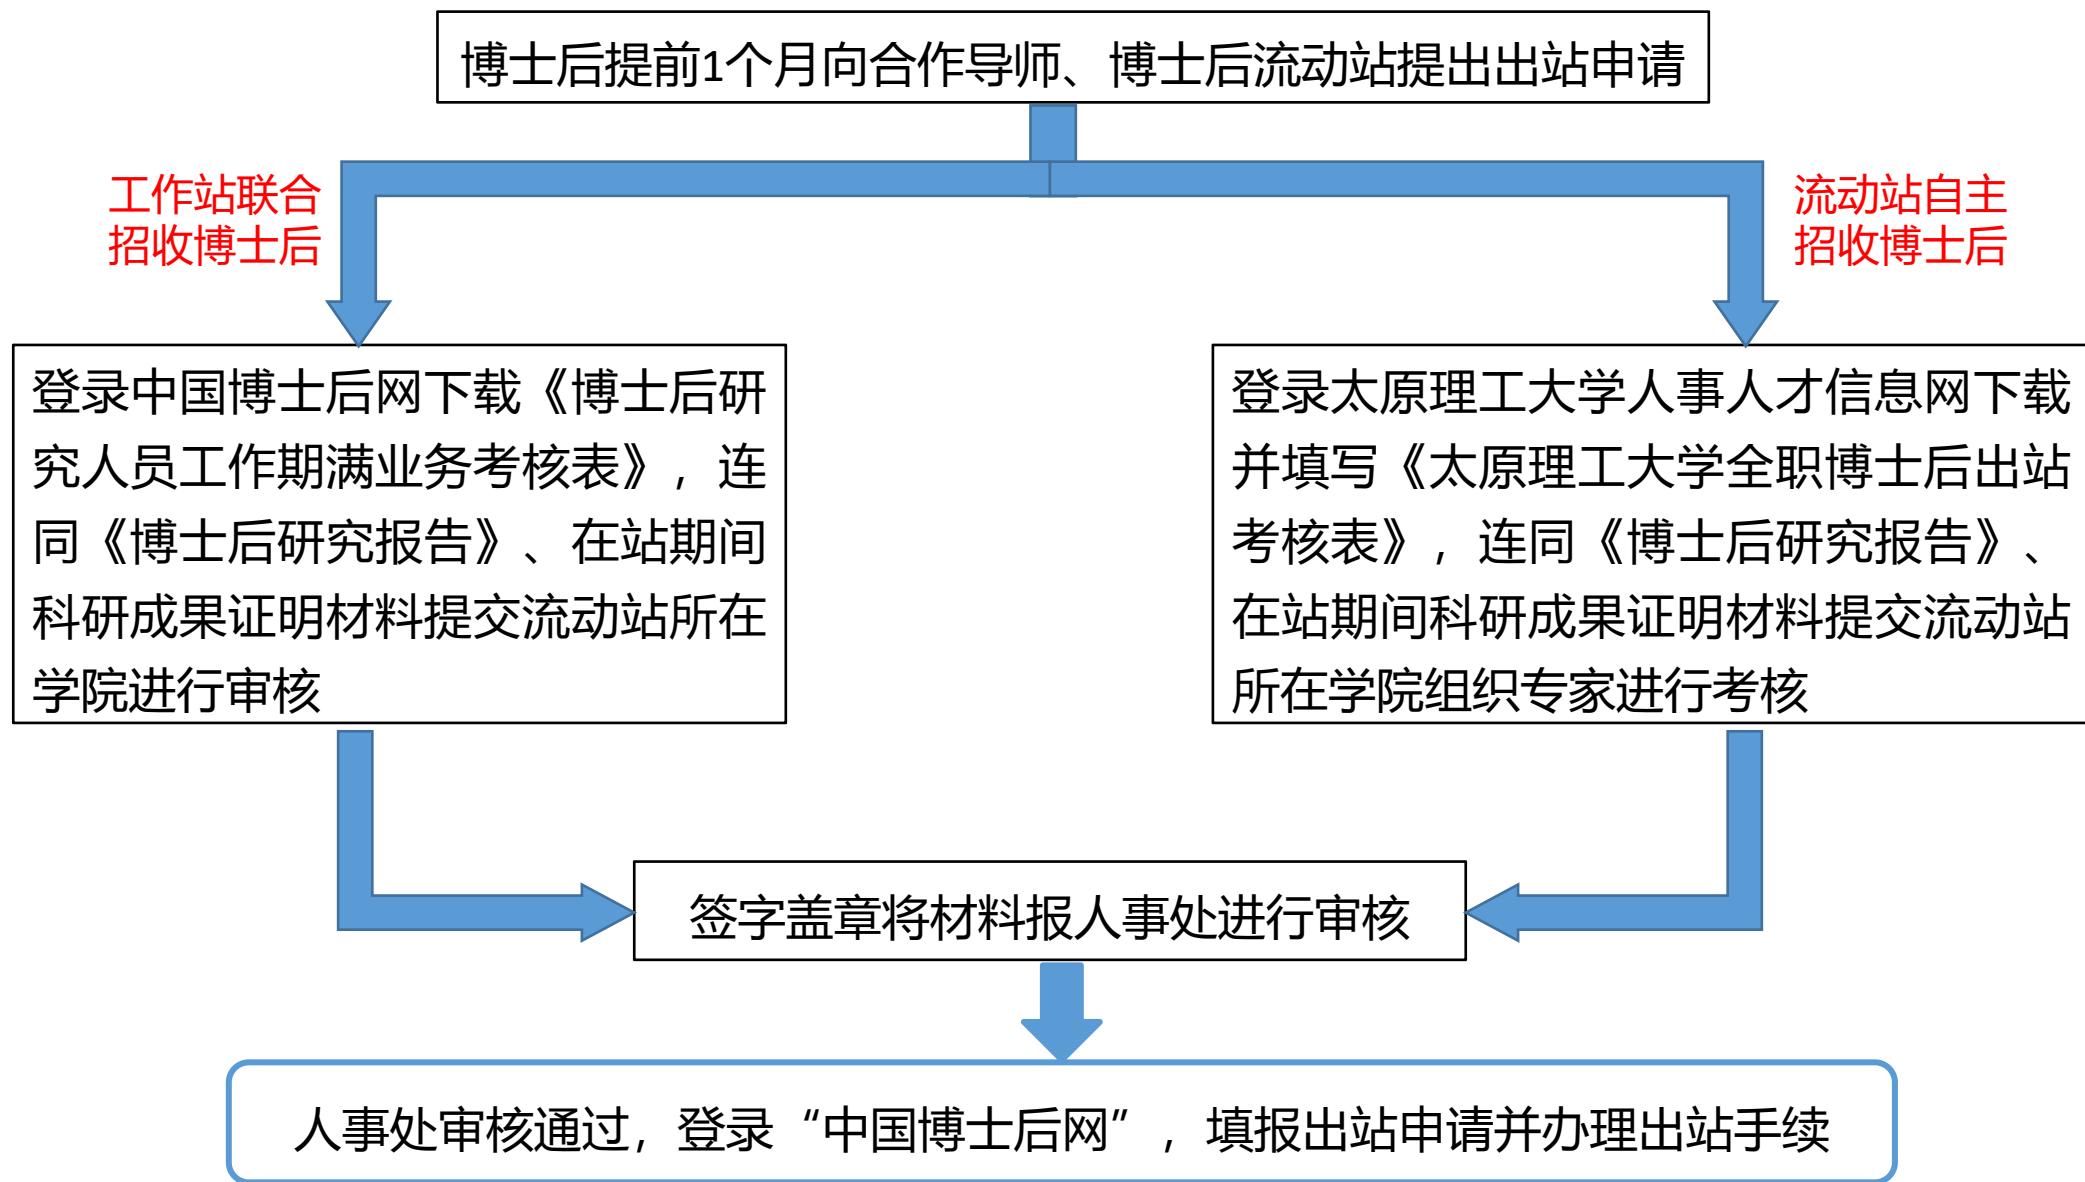 博士后提前1个月向合作导师、博士后流动站提出出站申请
工作站联合
招收博士后
流动站自主
招收博士后
登录中国博士后网下载《博士后研
究人员工作期满业务考核表》，连
同《博士后研究报告》、在站期间
科研成果证明材料提交流动站所在
学院进行审核
登录太原理工大学人事人才信息网下载
并填写《太原理工大学全职博士后出站
考核表》，连同《博士后研究报告》、
在站期间科研成果证明材料提交流动站
所在学院组织专家进行考核
签字盖章将材料报人事处进行审核
人事处审核通过，登录“中国博士后网”，填报出站申请并办理出站手续